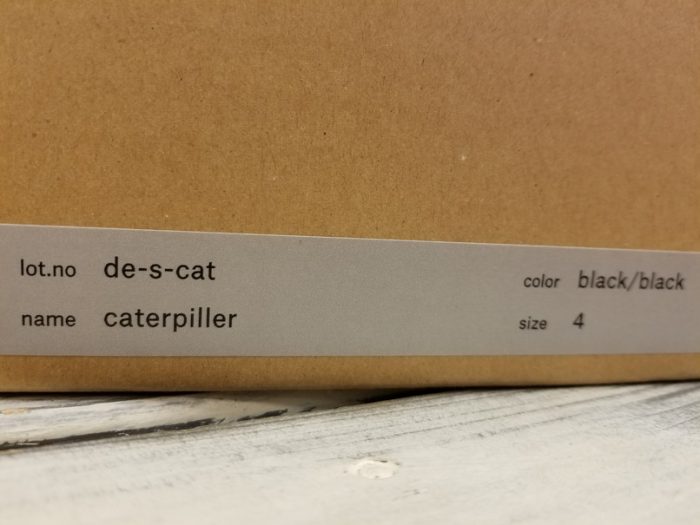 lot.no de-s-cat color black/black
name caterpiller size 4